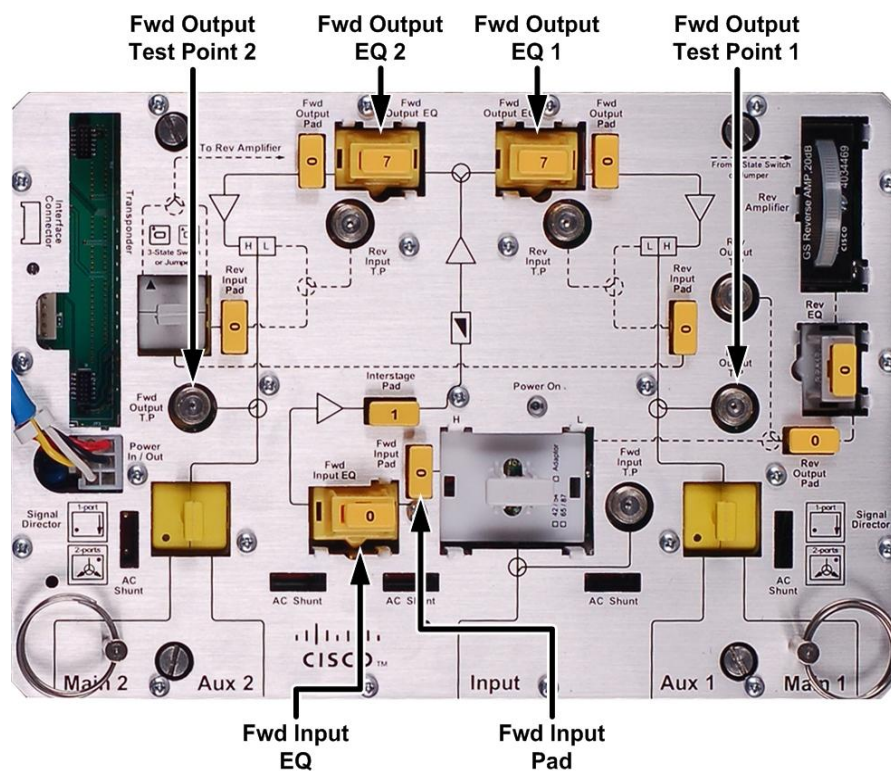 Fwd Output
Test Point 2
Fwd Output
EQ 2
Fwd Output
EQ 1
Fwd Output
Test Point 1
Fwd
Output
Pad
Fwd
Output EQ
0
7
Fwd
Output EQ
7
Fwd
Output
Pad
0
To Rev Amplifier
From 3-State Switch
or Jumper
Interface
Connector
Transponder
3-State Switch
or Jumper
H L
L H
Rev
Input
T.P
Rev
Input
T.P
Rev
Amplifier
GS Reverse AMP,20dB
4034469
cisco
Rev
Input
Pad
0
Rev
Input
Pad
0
Rev
Output
T.P
Rev
EQ
0
Fwd
Output
T.P
Interstage
Pad
1
Power On
H
L
Output
0
Rev
Output
Pad
Power
In / Out
Fwd
Input EQ
0
Fwd
Input
Pad
0
Adaptor
42/54
65/87
Fwd
Input
T.P
Signal
Director
1-port
2-ports
AC
Shunt
AC Shunt
AC Shunt
AC Shunt
AC
Shunt
1-port
2-ports
Signal
Director
CISCO™
Main 2
Aux 2
Input
Aux 1
Main 1
Fwd Input
EQ
Fwd Input
Pad